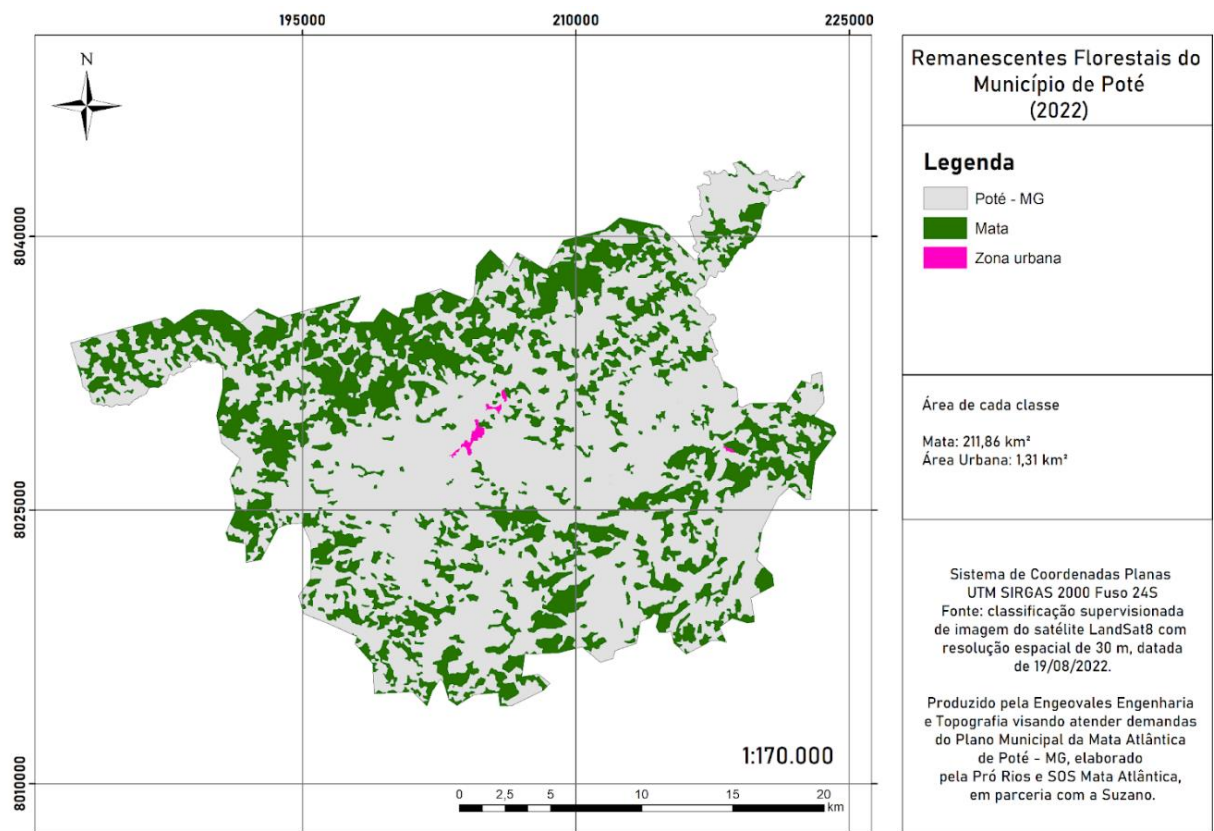 195000
210000
225000
N
8040000
8025000
8010000
1:170.000
0 2,5 5 10 15 20
km
Remanescentes Florestais do
Município de Poté
(2022)
Legenda
Poté - MG
Mata
Zona urbana
Área de cada classe
Mata: 211,86 km²
Área Urbana: 1,31 km²
Sistema de Coordenadas Planas
UTM SIRGAS 2000 Fuso 24S
Fonte: classificação supervisionada
de imagem do satélite LandSat8 com
resolução espacial de 30 m, datada
de 19/08/2022.
Produzido pela Engeovales Engenharia
e Topografia visando atender demandas
do Plano Municipal da Mata Atlântica
de Poté - MG, elaborado
pela Pró Rios e SOS Mata Atlântica,
em parceria com a Suzano.